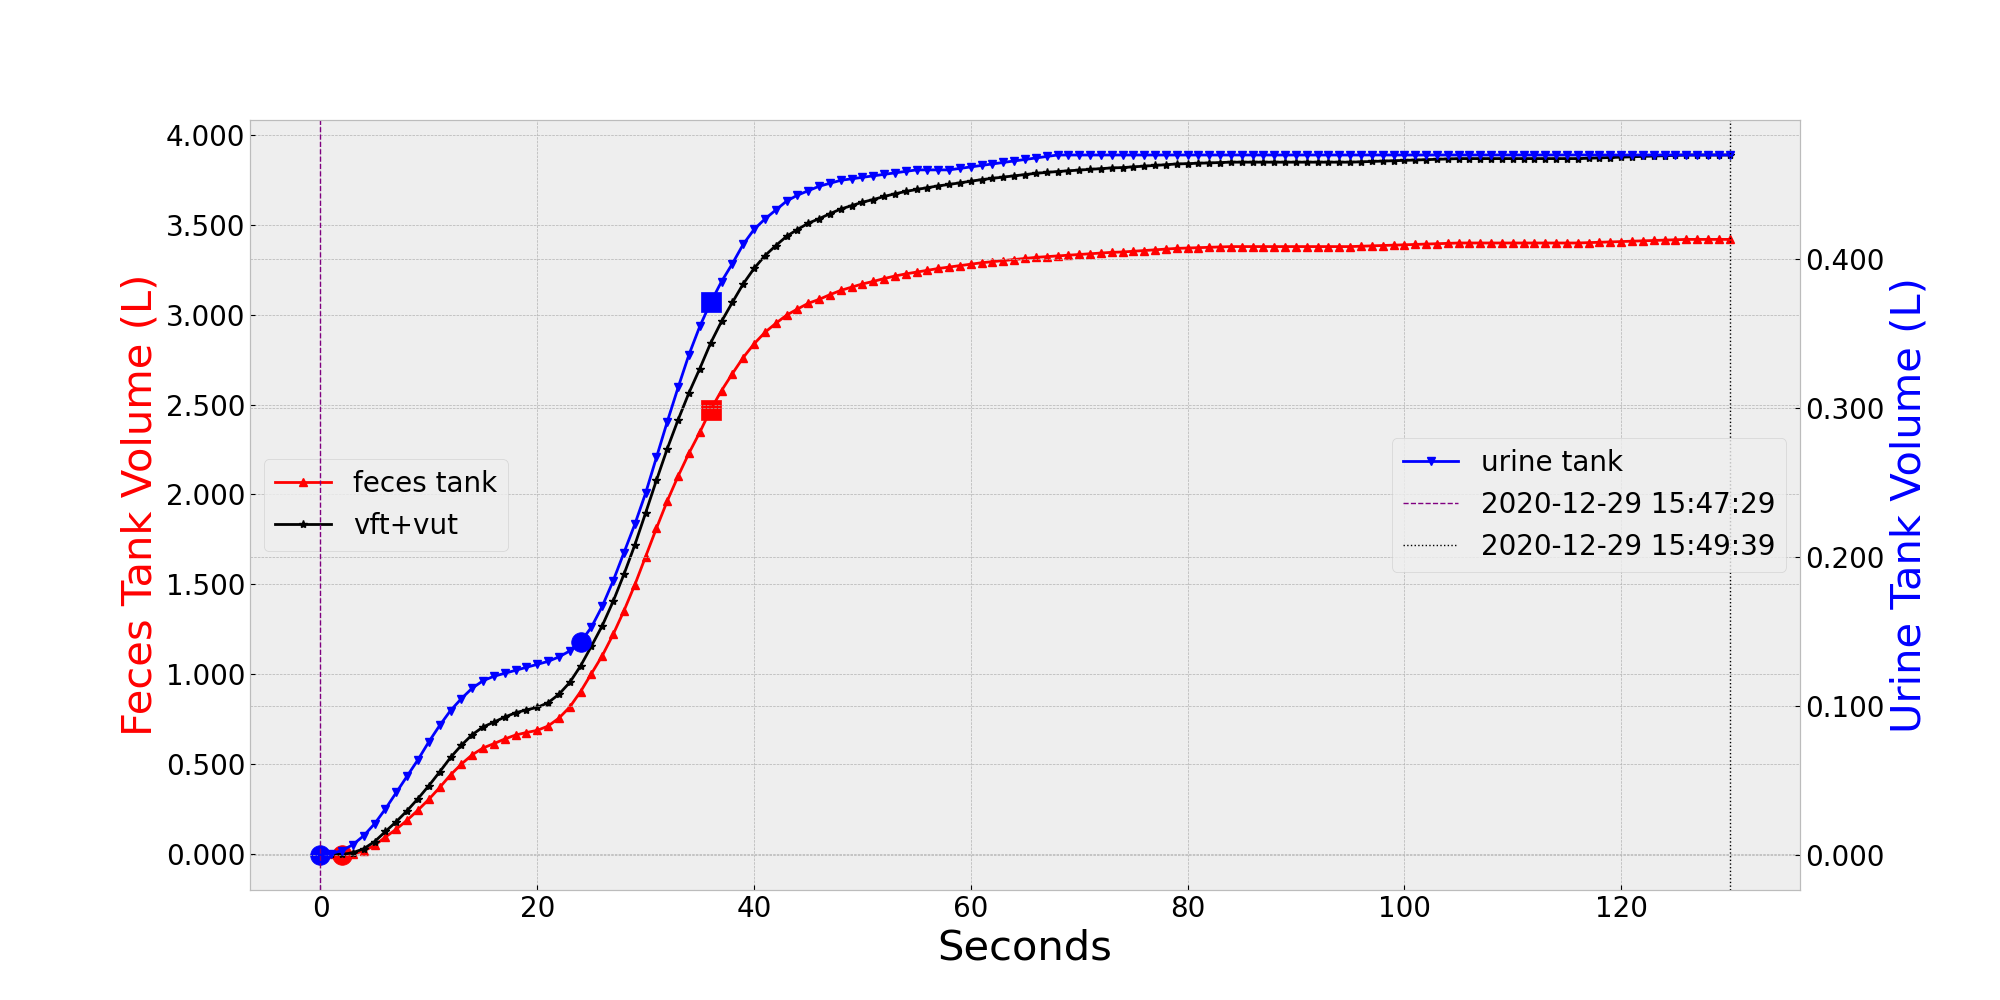 4.000
3.500
3.000
2.500
2.000
1.500
1.000
0.500
0.000
Feces Tank Volume (L)
feces tank
vft+vut
urine tank
2020-12-29 15:47:29
2020-12-29 15:49:39
0.400
0.300
0.200
0.100
0.000
Urine Tank Volume (L)
0 20 40 60 80 100 120
Seconds